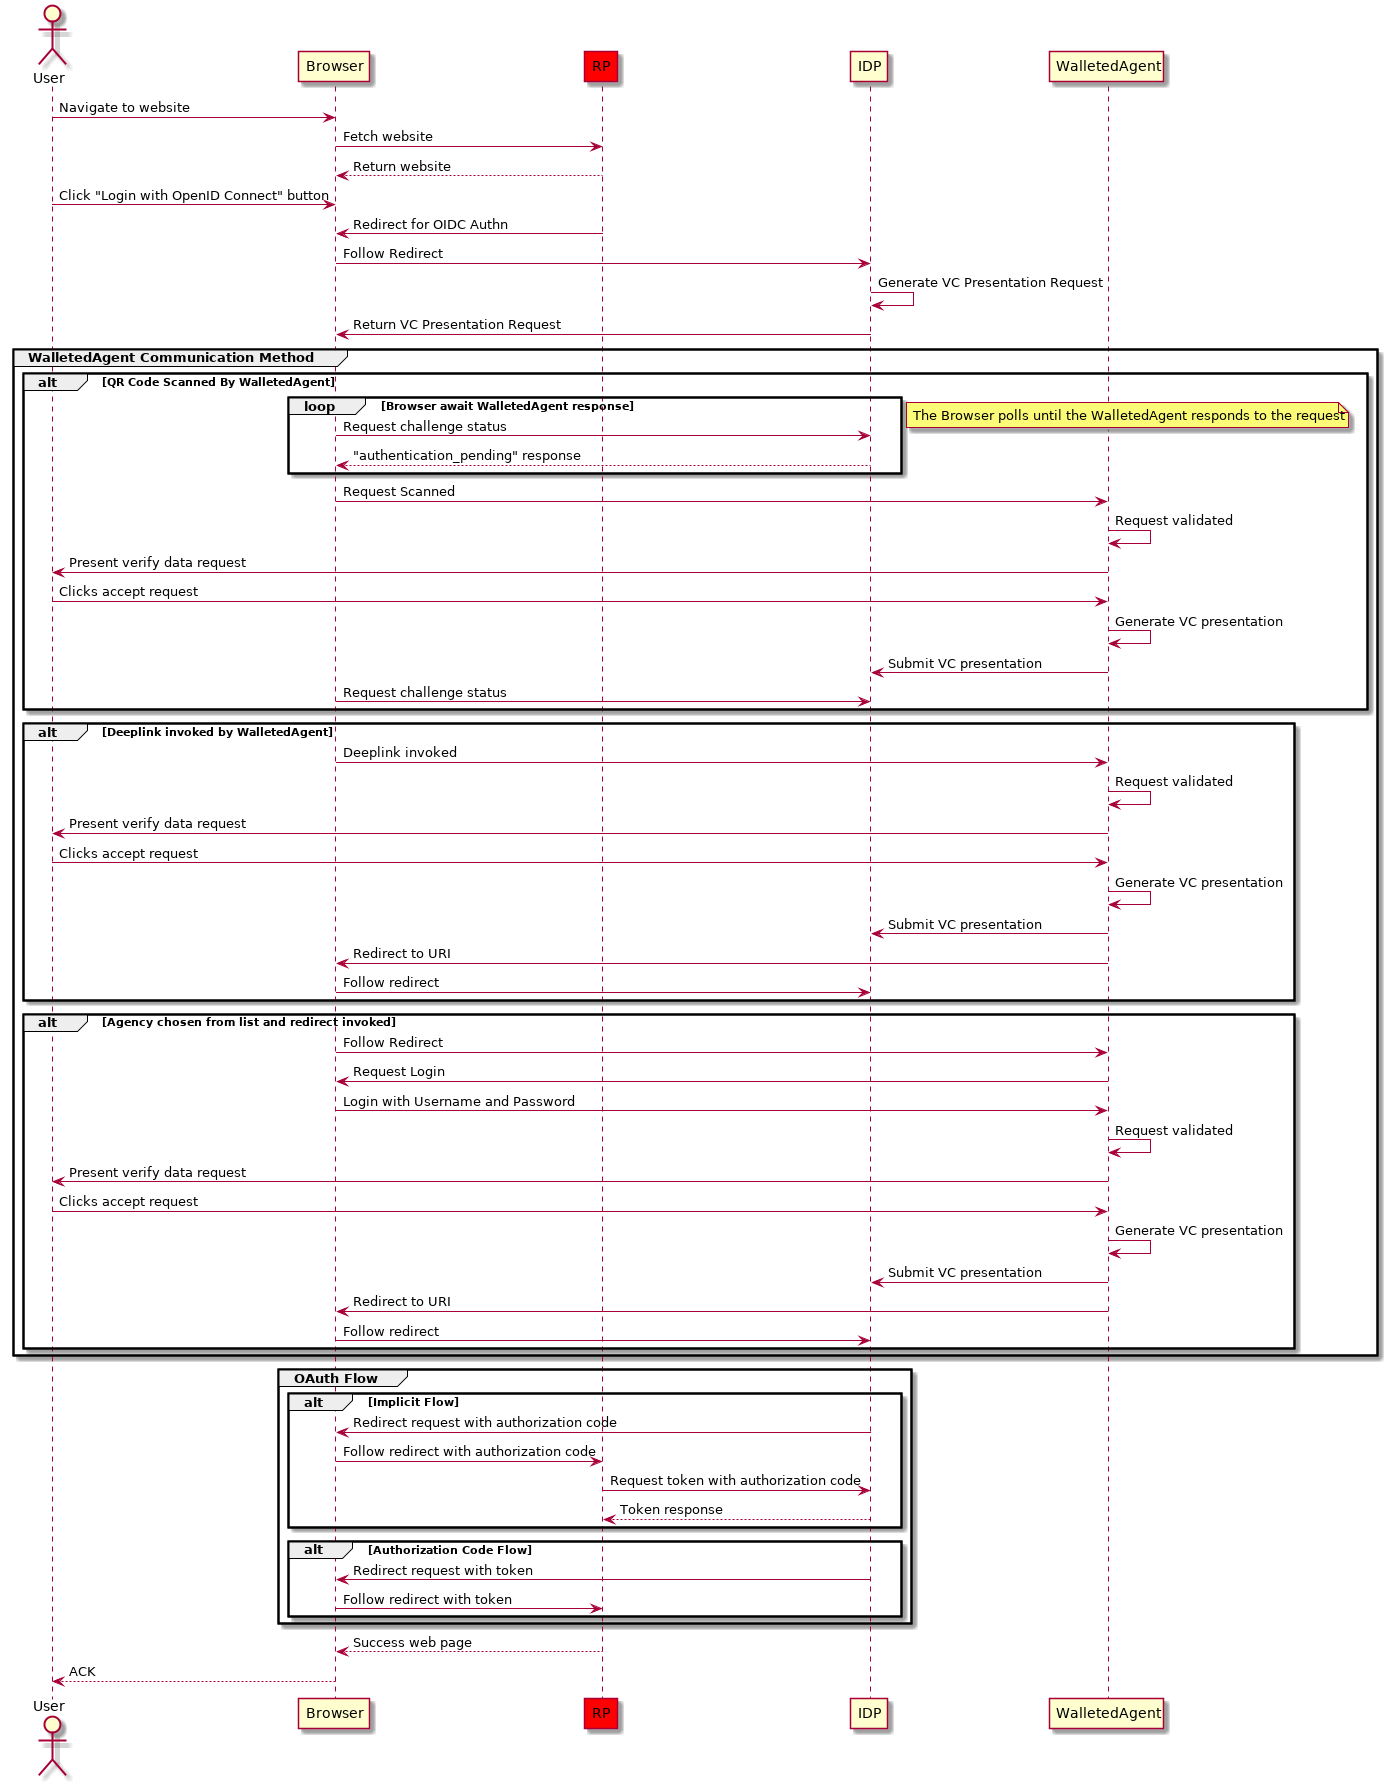 User
Browser
RP
IDP
WalletedAgent
Navigate to website
Fetch website
Return website
Click "Login with OpenID Connect" button
Redirect for OIDC Authn
Follow Redirect
Generate VC Presentation Request
Return VC Presentation Request
WalletedAgent Communication Method
alt [QR Code Scanned By WalletedAgent]
loop [Browser await WalletedAgent response]
The Browser polls until the WalletedAgent responds to the request
Request challenge status
"authentication_pending" response
Request Scanned
Request validated
Present verify data request
Clicks accept request
Generate VC presentation
Submit VC presentation
Request challenge status
alt [Deeplink invoked by WalletedAgent]
Deeplink invoked
Request validated
Present verify data request
Clicks accept request
Generate VC presentation
Submit VC presentation
Redirect to URI
Follow redirect
alt [Agency chosen from list and redirect invoked]
Follow Redirect
Request Login
Login with Username and Password
Request validated
Present verify data request
Clicks accept request
Generate VC presentation
Submit VC presentation
Redirect to URI
Follow redirect
OAuth Flow
alt [Implicit Flow]
Redirect request with authorization code
Follow redirect with authorization code
Request token with authorization code
Token response
alt [Authorization Code Flow]
Redirect request with token
Follow redirect with token
Success web page
ACK
User
Browser
RP
IDP
WalletedAgent